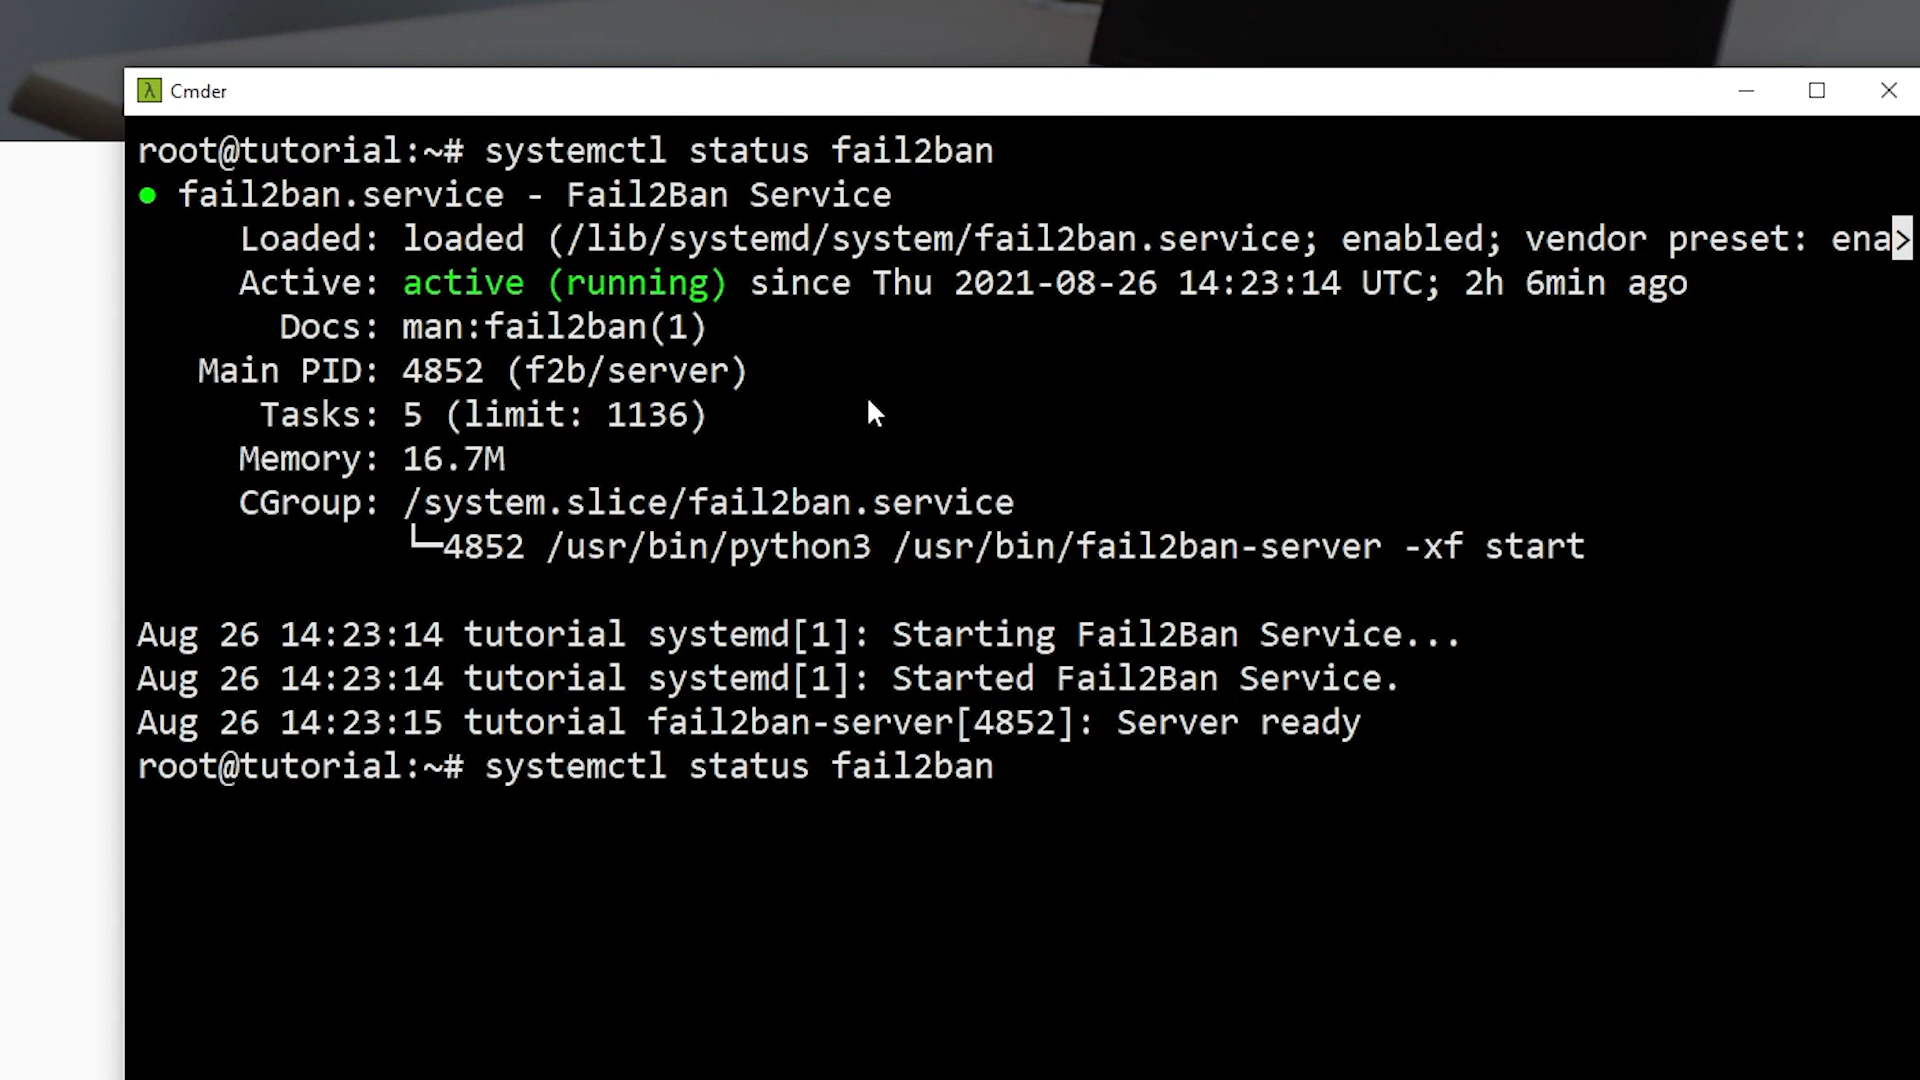 Cmder
root@tutorial:~# systemctl status fail2ban
● fail2ban.service - Fail2Ban Service
Loaded: loaded (/lib/systemd/system/fail2ban.service; enabled; vendor preset: ena>
Active: active (running) since Thu 2021-08-26 14:23:14 UTC; 2h 6min ago
Docs: man:fail2ban(1)
Main PID: 4852 (f2b/server)
Tasks: 5 (limit: 1136)
Memory: 16.7M
CGroup: /system.slice/fail2ban.service
└─4852 /usr/bin/python3 /usr/bin/fail2ban-server -xf start
Aug 26 14:23:14 tutorial systemd[1]: Starting Fail2Ban Service...
Aug 26 14:23:14 tutorial systemd[1]: Started Fail2Ban Service.
Aug 26 14:23:15 tutorial fail2ban-server[4852]: Server ready
root@tutorial:~# systemctl status fail2ban